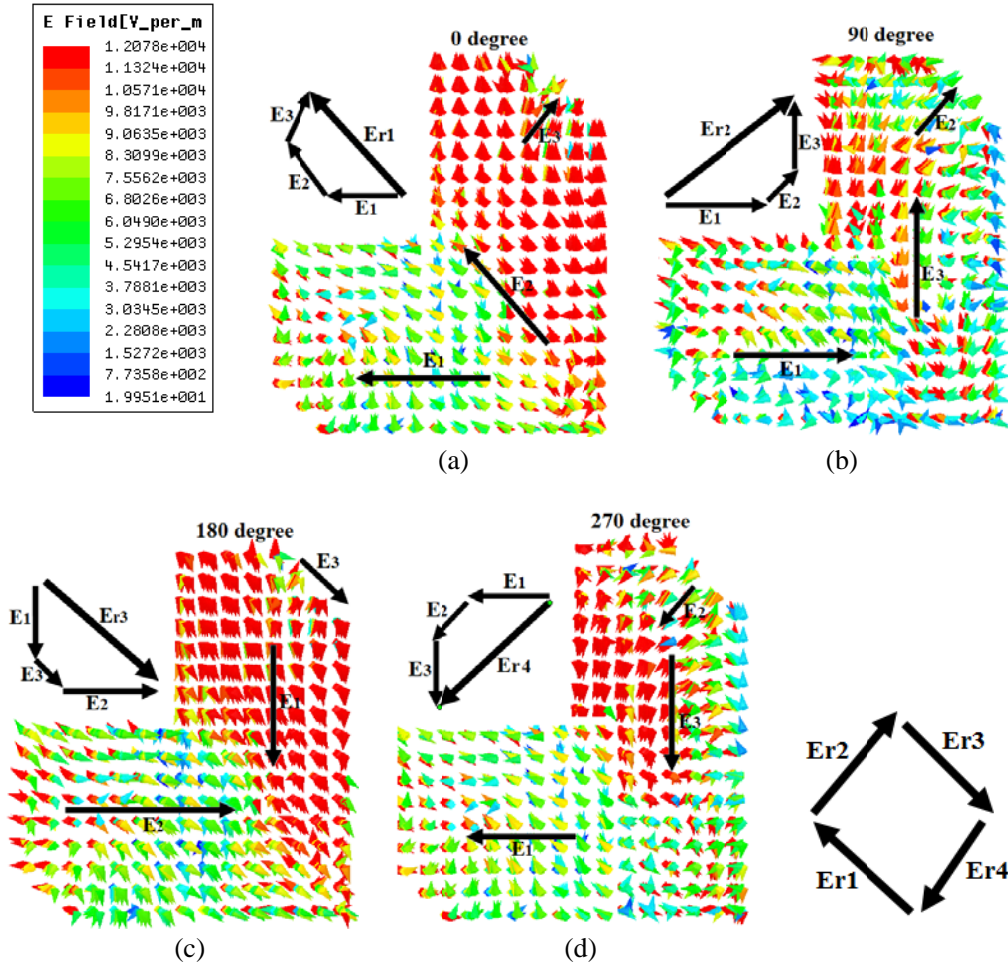 E Field[V_per_m
1.2078e+004
1.1324e+004
1.0571e+004
9.8171e+003
9.0635e+003
8.3099e+003
7.5562e+003
6.8026e+003
6.0490e+003
5.2954e+003
4.5417e+003
3.7881e+003
3.0345e+003
2.2808e+003
1.5272e+003
7.7358e+002
1.9951e+001
0 degree
E3
Er1
E2
E1
E3
E2
E1
(a)
90 degree
Er2
E3
E1
E2
E2
E3
E1
(b)
180 degree
E1
Er3
E3
E2
E3
E1
E2
(c)
270 degree
E1
E2
E3
Er4
E2
E3
E1
(d)
Er2
Er3
Er1
Er4